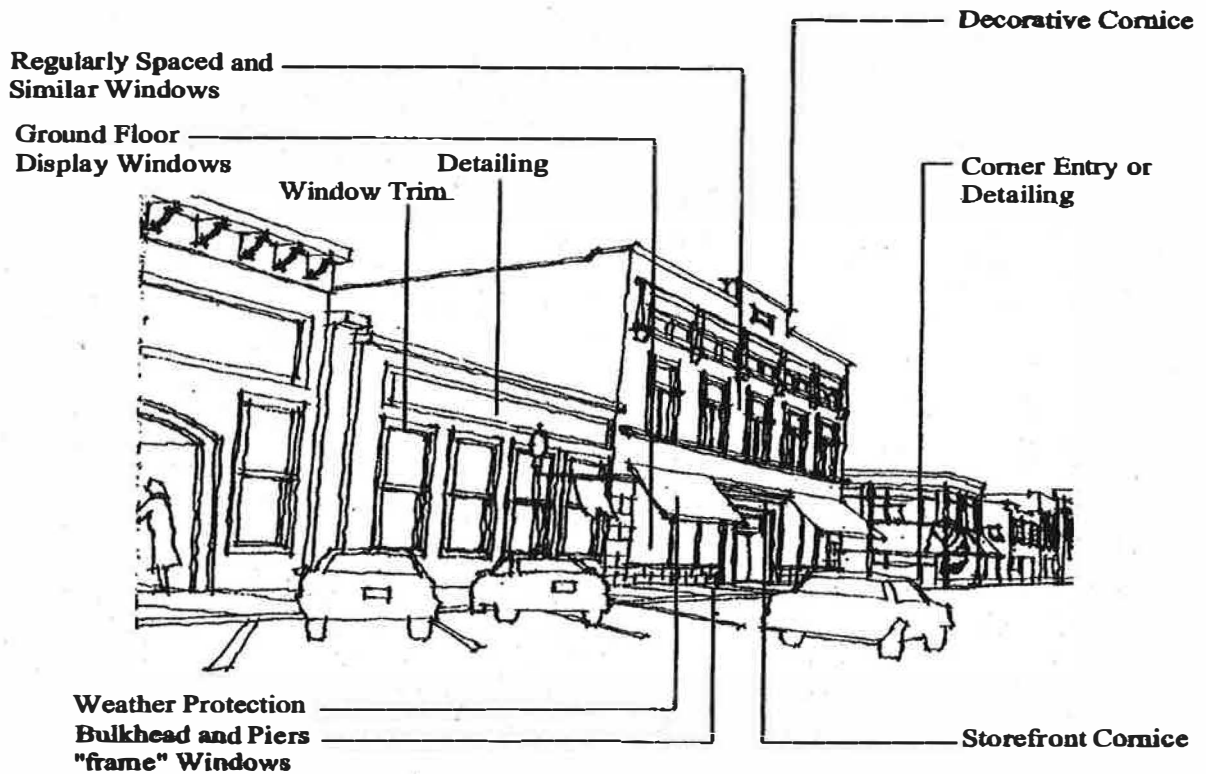 Decorative Cornice
Regularly Spaced and
Similar Windows
Ground Floor
Display Windows
Detailing
Window Trim
Corner Entry or
Detailing
Weather Protection
Bulkhead and Piers
"frame" Windows
Storefront Cornice